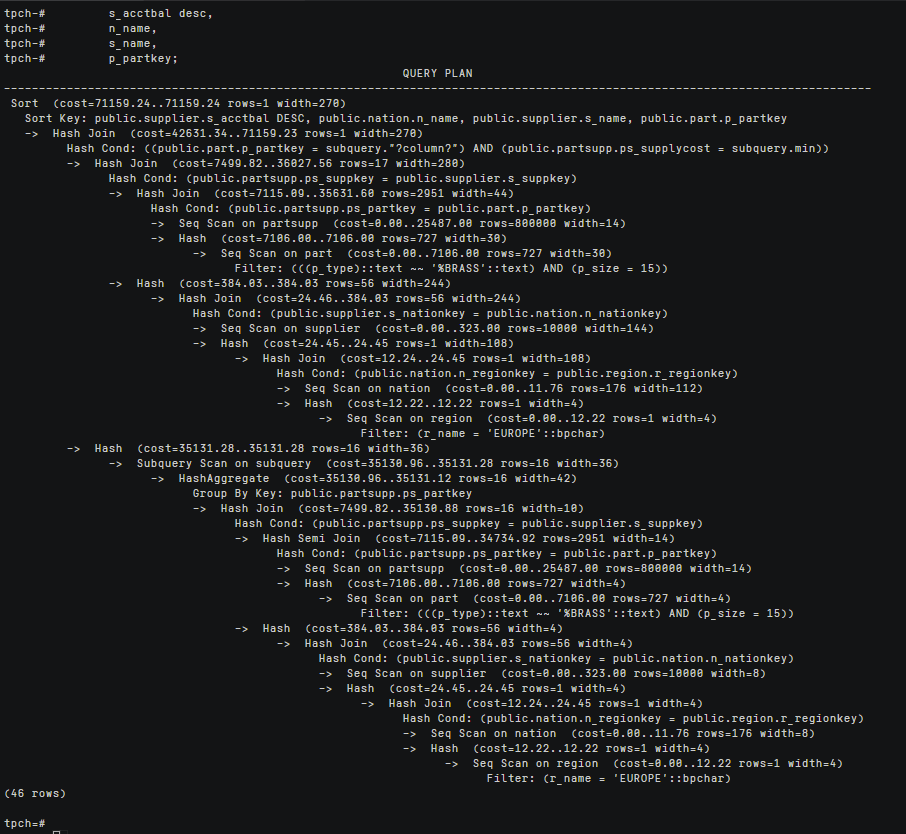 tpch-#         s_acctbal desc,
tpch-#         n_name,
tpch-#         s_name,
tpch-#         p_partkey;
QUERY PLAN
----------------------------------------------------------------------------------------------------------------------------
Sort  (cost=71159.24..71159.24 rows=1 width=270)
Sort Key: public.supplier.s_acctbal DESC, public.nation.n_name, public.supplier.s_name, public.part.p_partkey
->  Hash Join  (cost=42631.34..71159.23 rows=1 width=270)
Hash Cond: ((public.part.p_partkey = subquery."?column?") AND (public.partsupp.ps_supplycost = subquery.min))
->  Hash Join  (cost=7499.82..36027.56 rows=17 width=280)
Hash Cond: (public.partsupp.ps_suppkey = public.supplier.s_suppkey)
->  Hash Join  (cost=7115.09..35631.60 rows=2951 width=44)
Hash Cond: (public.partsupp.ps_partkey = public.part.p_partkey)
->  Seq Scan on partsupp  (cost=0.00..25487.00 rows=800000 width=14)
->  Hash  (cost=7106.00..7106.00 rows=727 width=30)
->  Seq Scan on part  (cost=0.00..7106.00 rows=727 width=30)
Filter: (((p_type)::text ~~ '%BRASS'::text) AND (p_size = 15))
->  Hash  (cost=384.03..384.03 rows=56 width=244)
->  Hash Join  (cost=24.46..384.03 rows=56 width=244)
Hash Cond: (public.supplier.s_nationkey = public.nation.n_nationkey)
->  Seq Scan on supplier  (cost=0.00..323.00 rows=10000 width=144)
->  Hash  (cost=24.45..24.45 rows=1 width=108)
->  Hash Join  (cost=12.24..24.45 rows=1 width=108)
Hash Cond: (public.nation.n_regionkey = public.region.r_regionkey)
->  Seq Scan on nation  (cost=0.00..11.76 rows=176 width=112)
->  Hash  (cost=12.22..12.22 rows=1 width=4)
->  Seq Scan on region  (cost=0.00..12.22 rows=1 width=4)
Filter: (r_name = 'EUROPE'::bpchar)
->  Hash  (cost=35131.28..35131.28 rows=16 width=36)
->  Subquery Scan on subquery  (cost=35130.96..35131.28 rows=16 width=36)
->  HashAggregate  (cost=35130.96..35131.12 rows=16 width=42)
Group By Key: public.partsupp.ps_partkey
->  Hash Join  (cost=7499.82..35130.88 rows=16 width=10)
Hash Cond: (public.partsupp.ps_suppkey = public.supplier.s_suppkey)
->  Hash Semi Join  (cost=7115.09..34734.92 rows=2951 width=14)
Hash Cond: (public.partsupp.ps_partkey = public.part.p_partkey)
->  Seq Scan on partsupp  (cost=0.00..25487.00 rows=800000 width=14)
->  Hash  (cost=7106.00..7106.00 rows=727 width=4)
->  Seq Scan on part  (cost=0.00..7106.00 rows=727 width=4)
Filter: (((p_type)::text ~~ '%BRASS'::text) AND (p_size = 15))
->  Hash  (cost=384.03..384.03 rows=56 width=4)
->  Hash Join  (cost=24.46..384.03 rows=56 width=4)
Hash Cond: (public.supplier.s_nationkey = public.nation.n_nationkey)
->  Seq Scan on supplier  (cost=0.00..323.00 rows=10000 width=8)
->  Hash  (cost=24.45..24.45 rows=1 width=4)
->  Hash Join  (cost=12.24..24.45 rows=1 width=4)
Hash Cond: (public.nation.n_regionkey = public.region.r_regionkey)
->  Seq Scan on nation  (cost=0.00..11.76 rows=176 width=8)
->  Hash  (cost=12.22..12.22 rows=1 width=4)
->  Seq Scan on region  (cost=0.00..12.22 rows=1 width=4)
Filter: (r_name = 'EUROPE'::bpchar)
(46 rows)
tpch=#